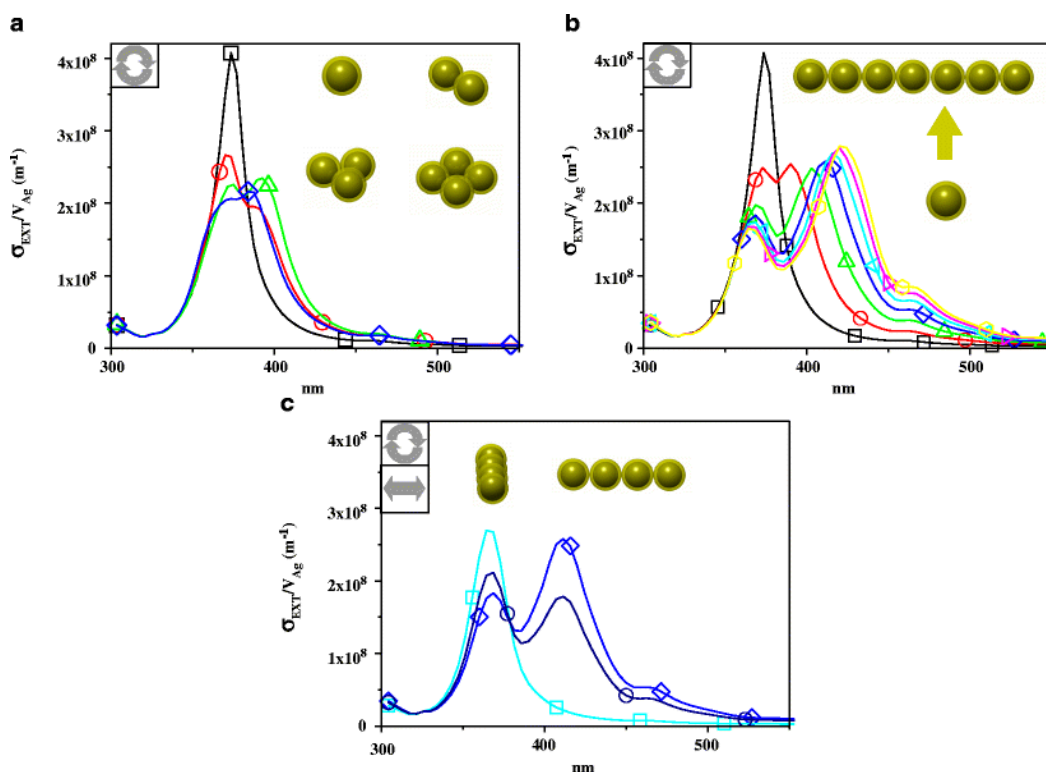 a
4x10⁸
3x10⁸
2x10⁸
1x10⁸
0
σEXT/VAg (m⁻¹)
300
400
500
nm
b
4x10⁸
3x10⁸
2x10⁸
1x10⁸
0
σEXT/VAg (m⁻¹)
300
400
500
nm
c
4x10⁸
3x10⁸
2x10⁸
1x10⁸
0
σEXT/VAg (m⁻¹)
300
400
500
nm